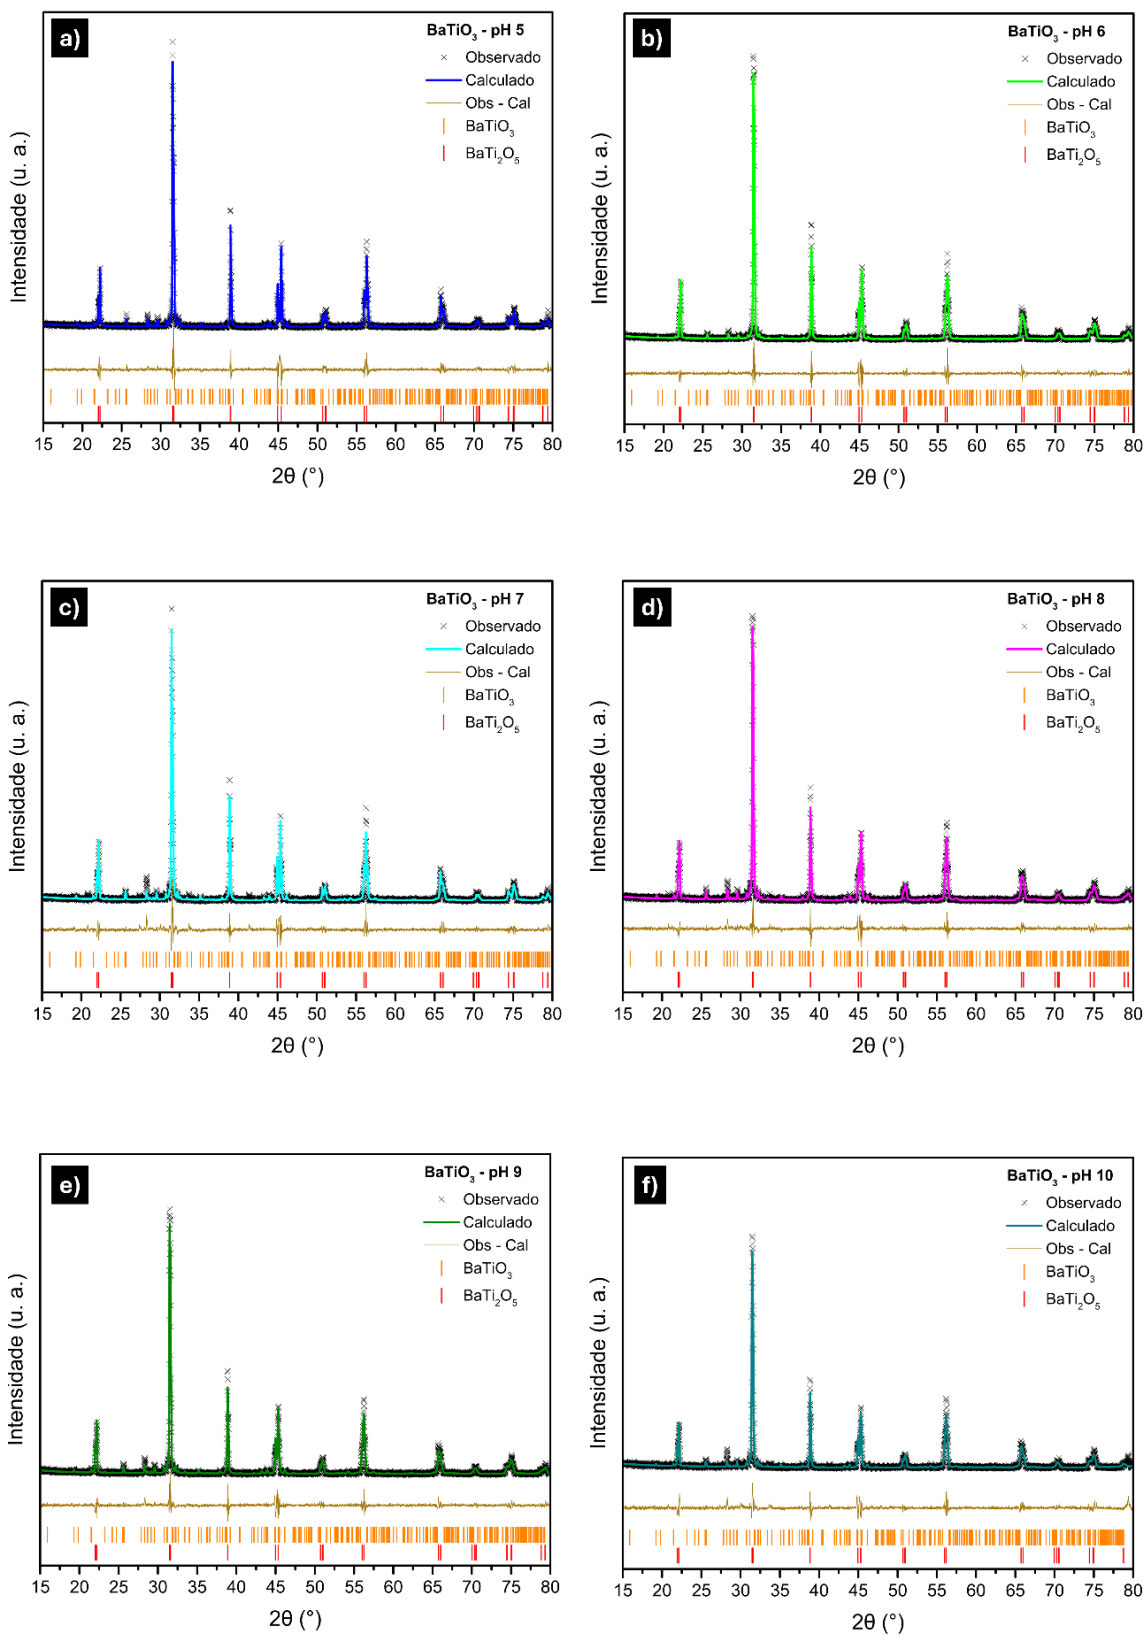 a)
BaTiO3 - pH 5
Observado
Calculado
Obs - Cal
BaTiO3
BaTi2O5
Intensidade (u. a.)
15 20 25 30 35 40 45 50 55 60 65 70 75 80
2θ (°)
b)
BaTiO3 - pH 6
Observado
Calculado
Obs - Cal
BaTiO3
BaTi2O5
Intensidade (u. a.)
15 20 25 30 35 40 45 50 55 60 65 70 75 80
2θ (°)
c)
BaTiO3 - pH 7
Observado
Calculado
Obs - Cal
BaTiO3
BaTi2O5
Intensidade (u. a.)
15 20 25 30 35 40 45 50 55 60 65 70 75 80
2θ (°)
d)
BaTiO3 - pH 8
Observado
Calculado
Obs - Cal
BaTiO3
BaTi2O5
Intensidade (u. a.)
15 20 25 30 35 40 45 50 55 60 65 70 75 80
2θ (°)
e)
BaTiO3 - pH 9
Observado
Calculado
Obs - Cal
BaTiO3
BaTi2O5
Intensidade (u. a.)
15 20 25 30 35 40 45 50 55 60 65 70 75 80
2θ (°)
f)
BaTiO3 - pH 10
Observado
Calculado
Obs - Cal
BaTiO3
BaTi2O5
Intensidade (u. a.)
15 20 25 30 35 40 45 50 55 60 65 70 75 80
2θ (°)